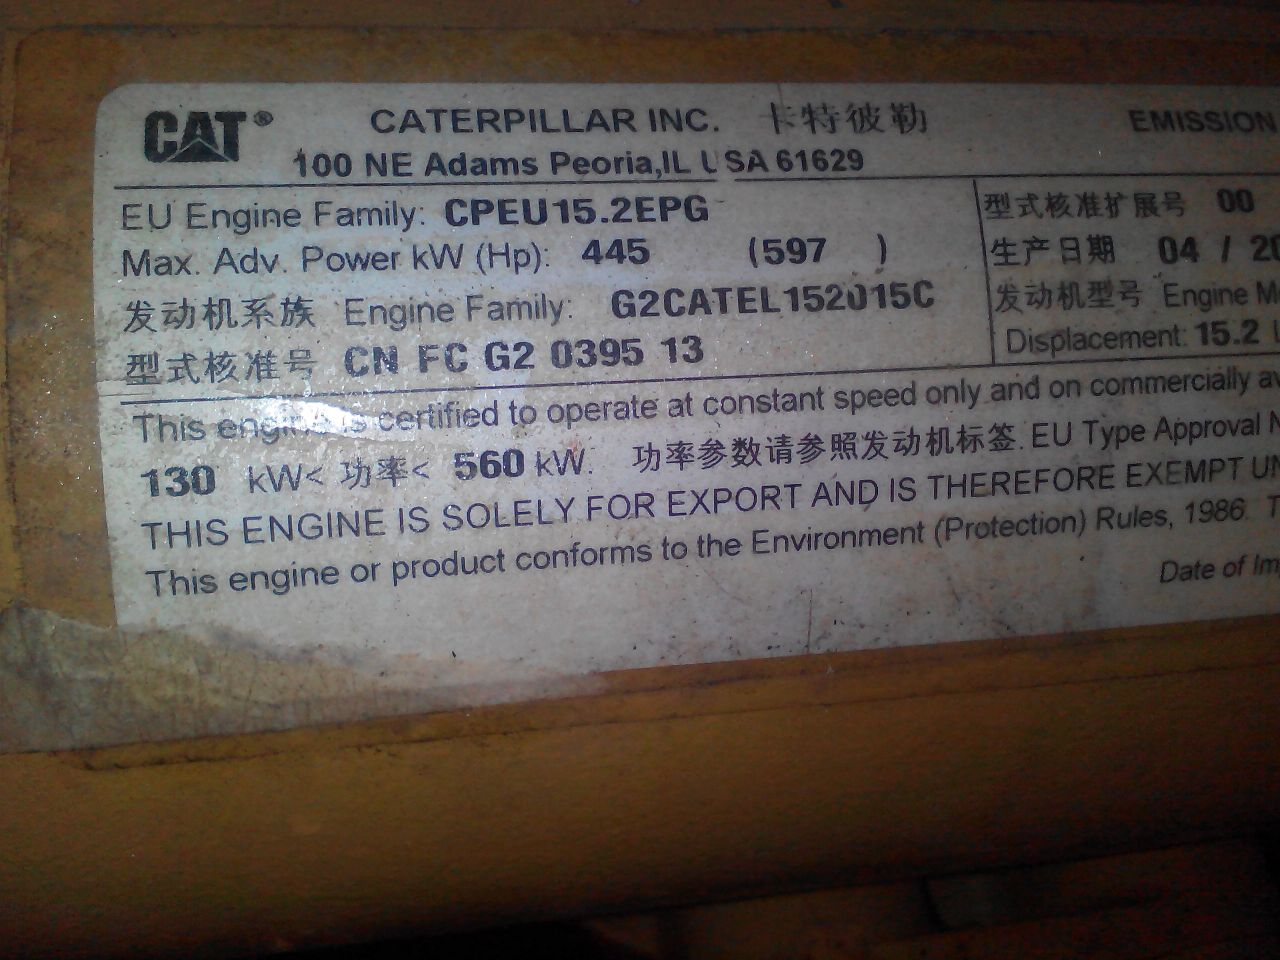 CAT® CATERPILLAR INC. 卡特彼勒 EMISSION
100 NE Adams Peoria,IL USA 61629
EU Engine Family: CPEU15.2EPG
Max. Adv. Power kW (Hp): 445 (597 )
发动机系族 Engine Family: G2CATEL152015C
型式核准号 CN FC G2 0395 13
型式核准扩展号 00
生产日期 04 / 20
发动机型号 Engine M
Displacement: 15.2
This engine is certified to operate at constant speed only and on commercially av
130 kW< 功率< 560 kW. 功率参数请参照发动机标签. EU Type Approval N
THIS ENGINE IS SOLELY FOR EXPORT AND IS THEREFORE EXEMPT UN
This engine or product conforms to the Environment (Protection) Rules, 1986. T
Date of Im